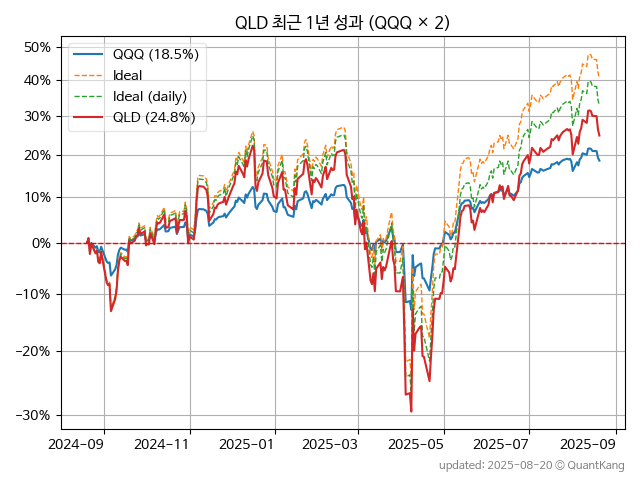 QLD 최근 1년 성과 (QQQ × 2)
50%
40%
30%
20%
10%
0%
−10%
−20%
−30%
QQQ (18.5%)
Ideal
Ideal (daily)
QLD (24.8%)
2024-09
2024-11
2025-01
2025-03
2025-05
2025-07
2025-09
updated: 2025-08-20 © QuantKang